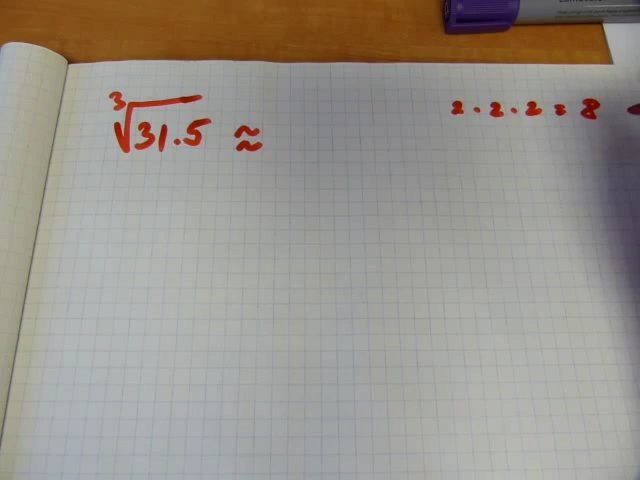 ∛31.5 ≈
2 · 2 · 2 = 8